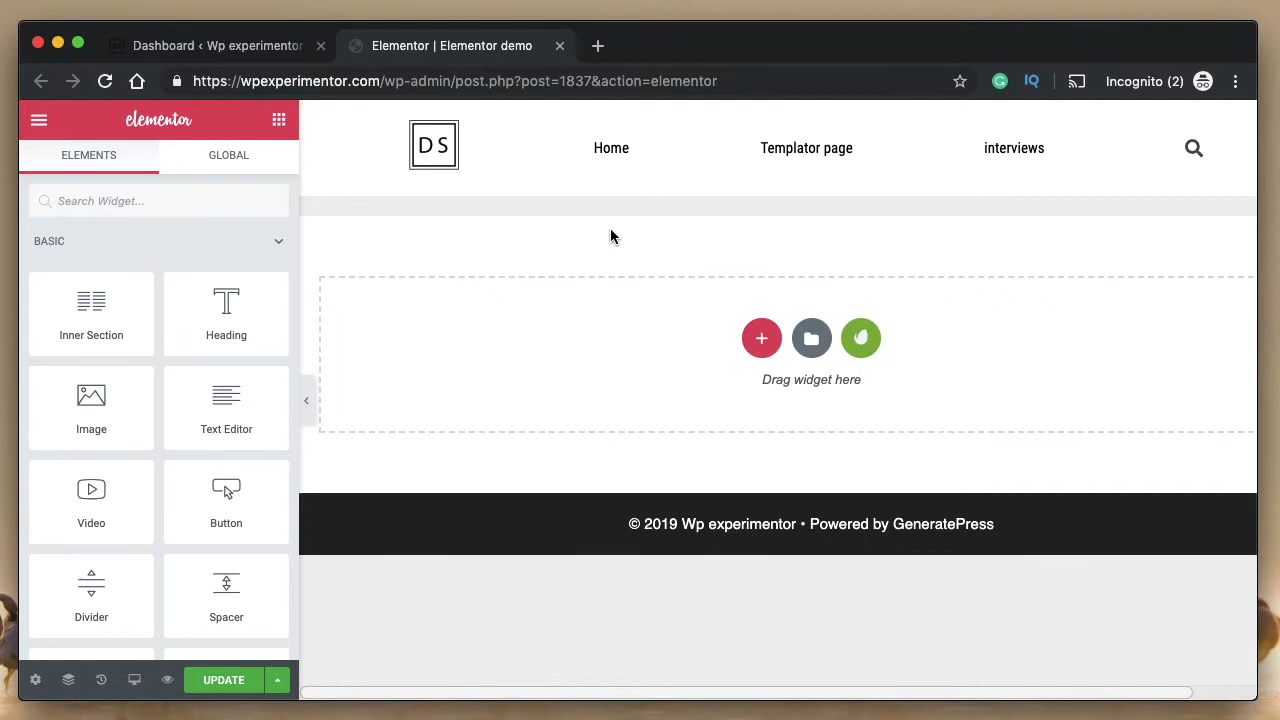 Dashboard ‹ Wp experimentor
Elementor | Elementor demo
https://wpexperimentor.com/wp-admin/post.php?post=1837&action=elementor
IQ
Incognito (2)
elementor
ELEMENTS
GLOBAL
Search Widget...
BASIC
Inner Section
Heading
Image
Text Editor
Video
Button
Divider
Spacer
UPDATE
DS
Home
Templator page
interviews
Drag widget here
© 2019 Wp experimentor • Powered by GeneratePress